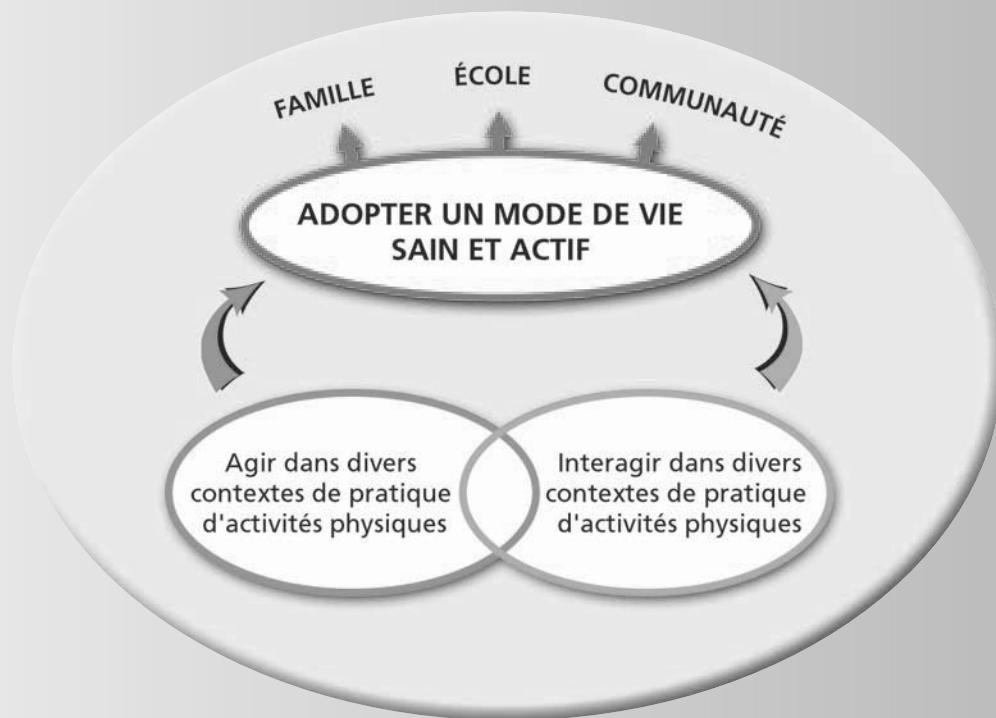 FAMILLE
ÉCOLE
COMMUNAUTÉ
ADOPTER UN MODE DE VIE
SAIN ET ACTIF
Agir dans divers
contextes de pratique
d'activités physiques
Interagir dans divers
contextes de pratique
d'activités physiques